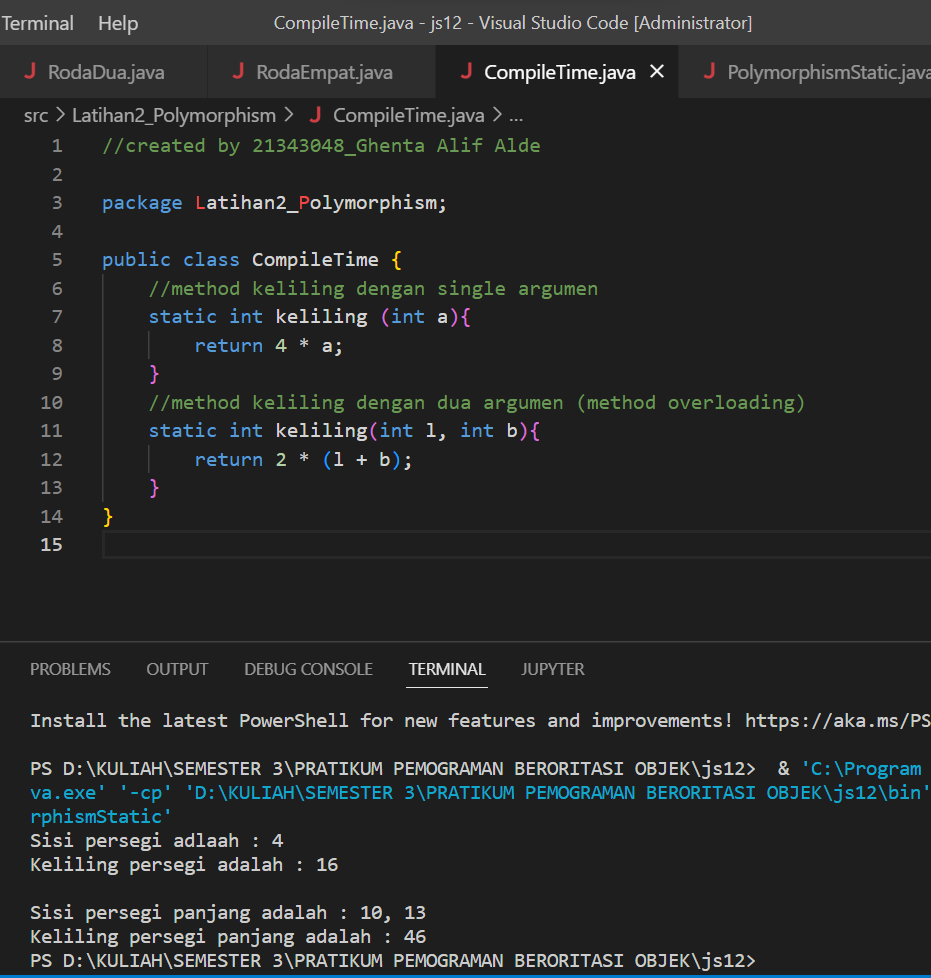 Terminal Help CompileTime.java - js12 - Visual Studio Code [Administrator]
J RodaDua.java J RodaEmpat.java J CompileTime.java × J PolymorphismStatic.java
src > Latihan2_Polymorphism > J CompileTime.java > ...
1 //created by 21343048_Ghenta Alif Alde
2
3 package Latihan2_Polymorphism;
4
5 public class CompileTime {
6 //method keliling dengan single argumen
7 static int keliling (int a){
8 return 4 * a;
9 }
10 //method keliling dengan dua argumen (method overloading)
11 static int keliling(int l, int b){
12 return 2 * (l + b);
13 }
14 }
15
PROBLEMS OUTPUT DEBUG CONSOLE TERMINAL JUPYTER
Install the latest PowerShell for new features and improvements! https://aka.ms/PS
PS D:\KULIAH\SEMESTER 3\PRATIKUM PEMOGRAMAN BERORITASI OBJEK\js12> & 'C:\Program
va.exe' '-cp' 'D:\KULIAH\SEMESTER 3\PRATIKUM PEMOGRAMAN BERORITASI OBJEK\js12\bin'
rphismStatic'
Sisi persegi adlaah : 4
Keliling persegi adalah : 16
Sisi persegi panjang adalah : 10, 13
Keliling persegi panjang adalah : 46
PS D:\KULIAH\SEMESTER 3\PRATIKUM PEMOGRAMAN BERORITASI OBJEK\js12>